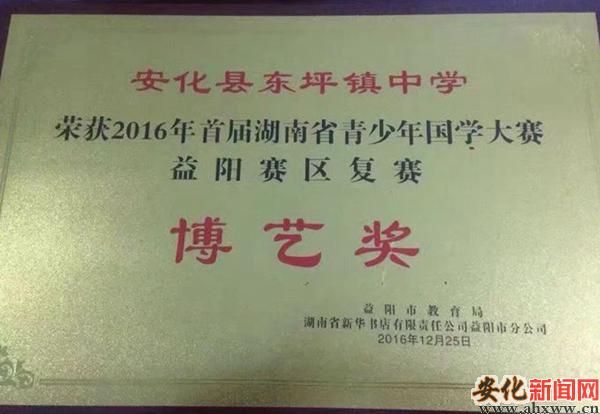 安化县东坪镇中学
荣获2016年首届湖南省青少年国学大赛
益阳赛区复赛
博艺奖
益阳市教育局
湖南省新华书店有限责任公司益阳市分公司
2016年12月25日
安化新闻网
www.ahxww.cn